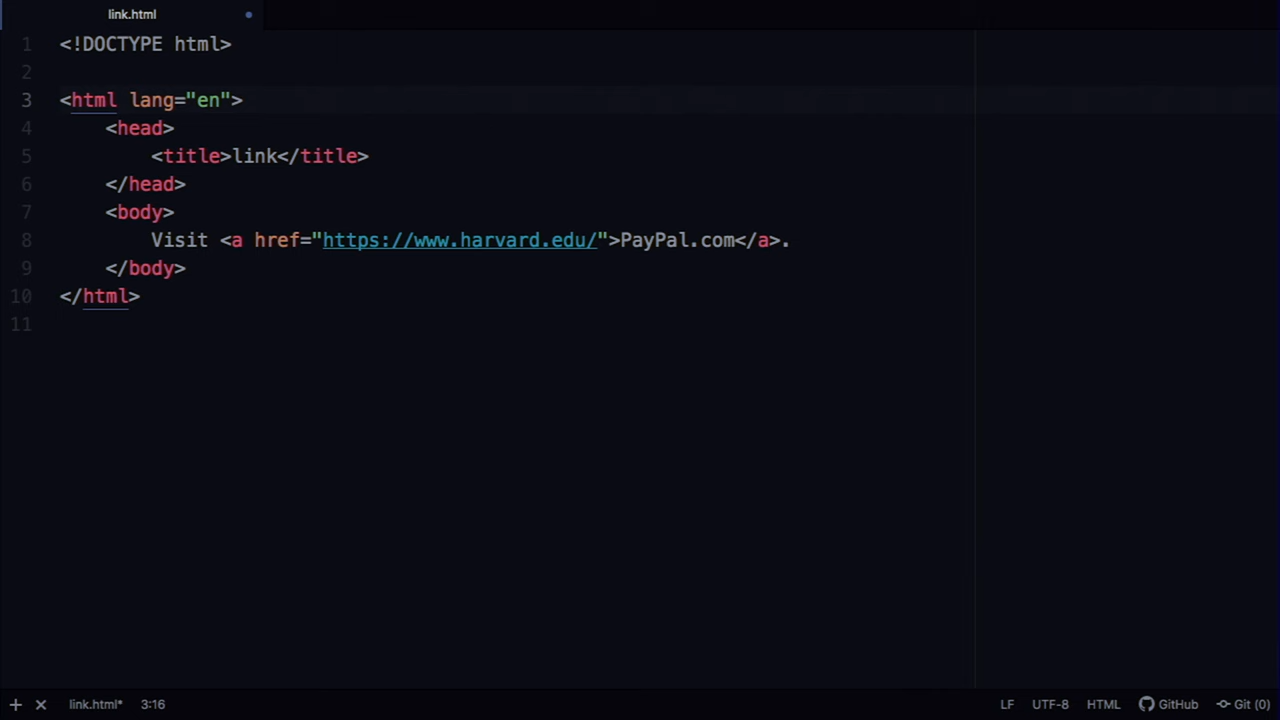 link.html
1 <!DOCTYPE html>
2
3 <html lang="en">
4 <head>
5 <title>link</title>
6 </head>
7 <body>
8 Visit <a href="https://www.harvard.edu/">PayPal.com</a>.
9 </body>
10 </html>
11
link.html* 3:16 LF UTF-8 HTML GitHub Git (0)